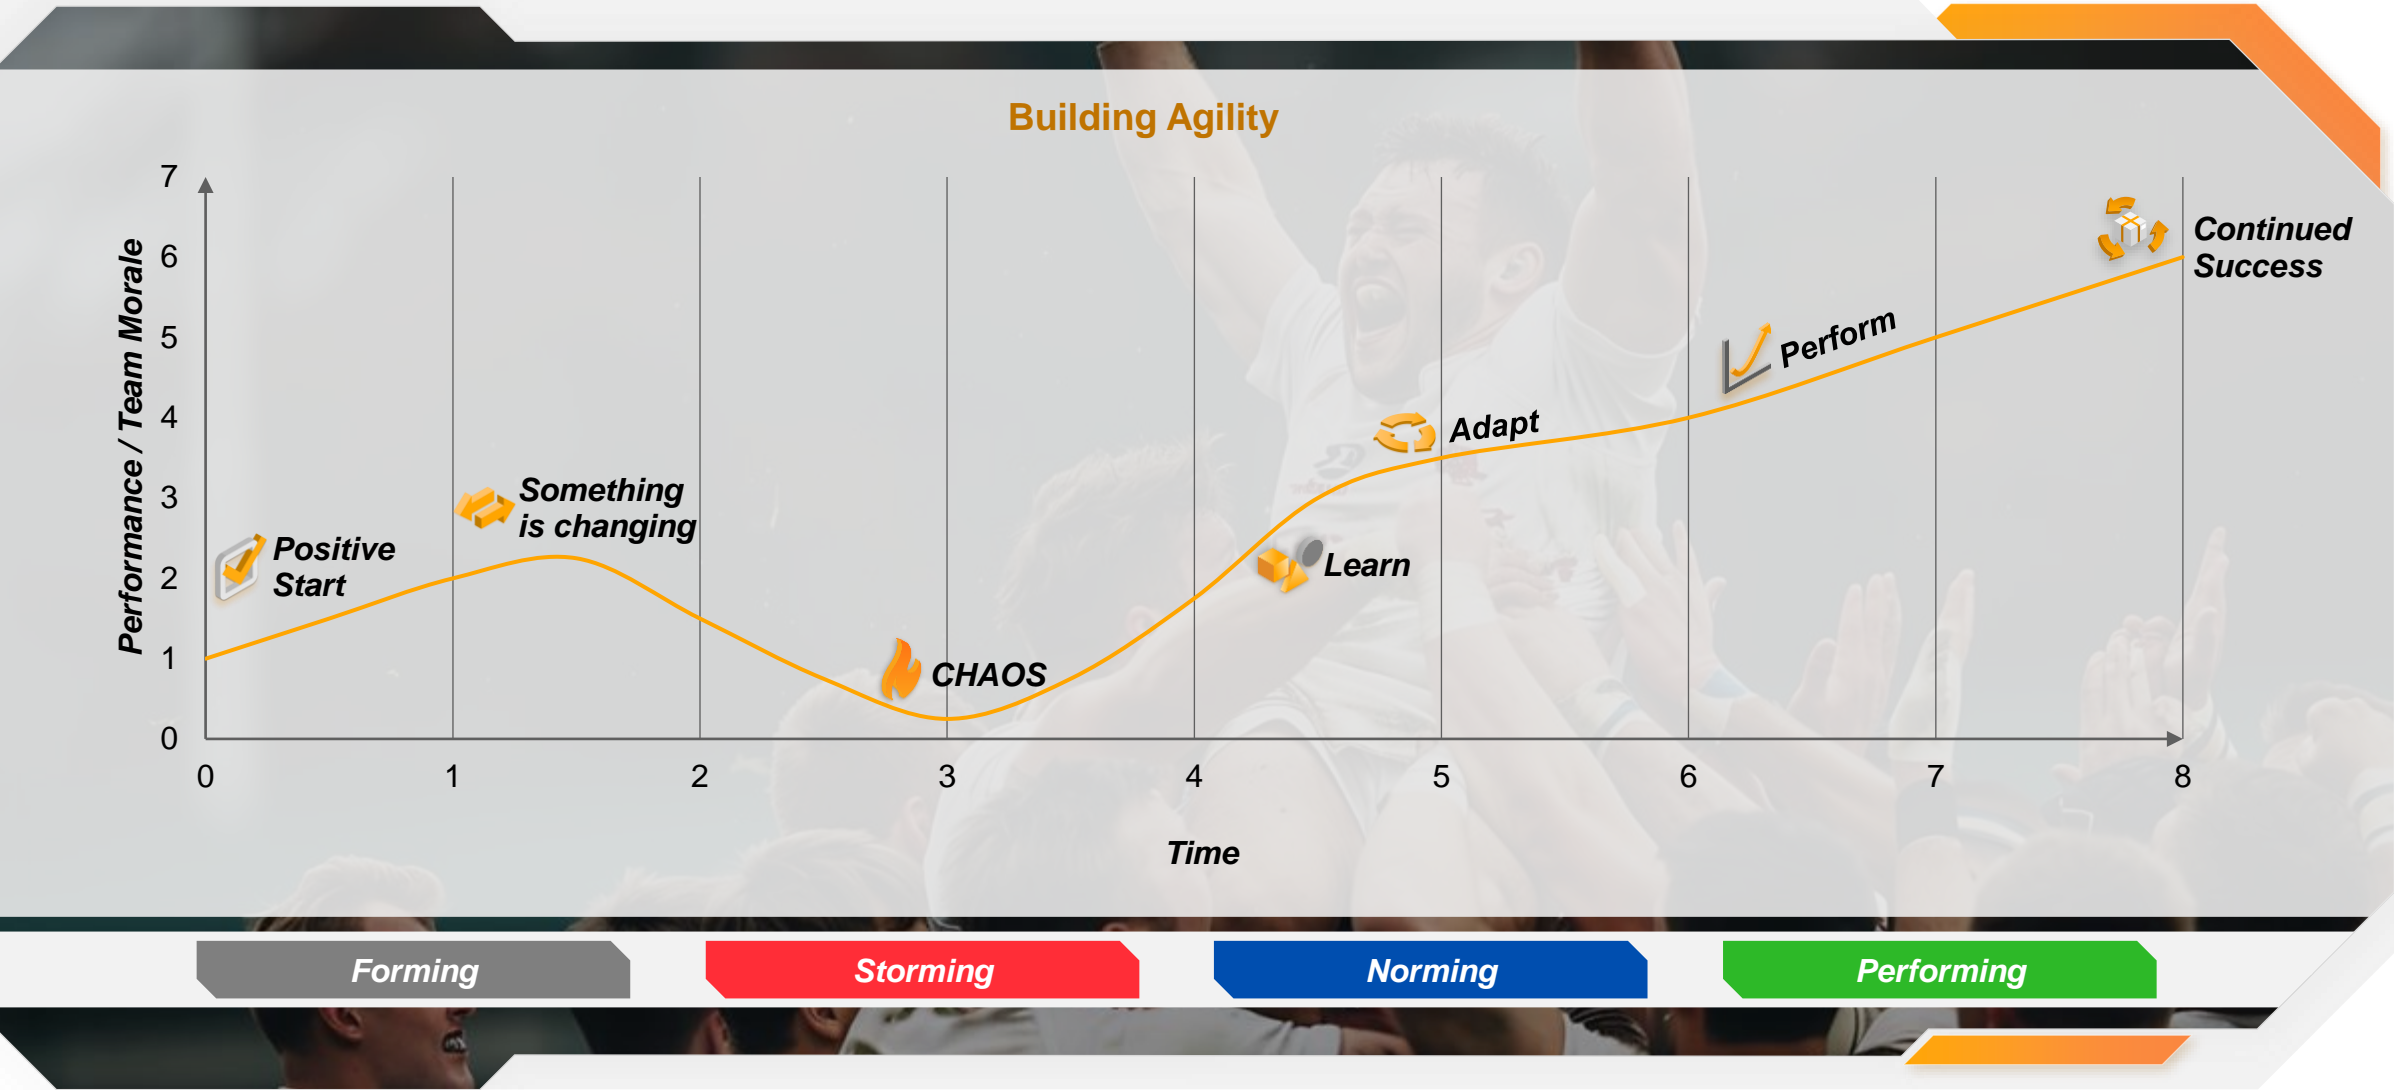 Building Agility
7
6
5
4
3
2
1
0
Performance / Team Morale
Positive
Start
Something
is changing
CHAOS
Learn
Adapt
Perform
Continued
Success
0 1 2 3 4 5 6 7 8
Time
Forming
Storming
Norming
Performing